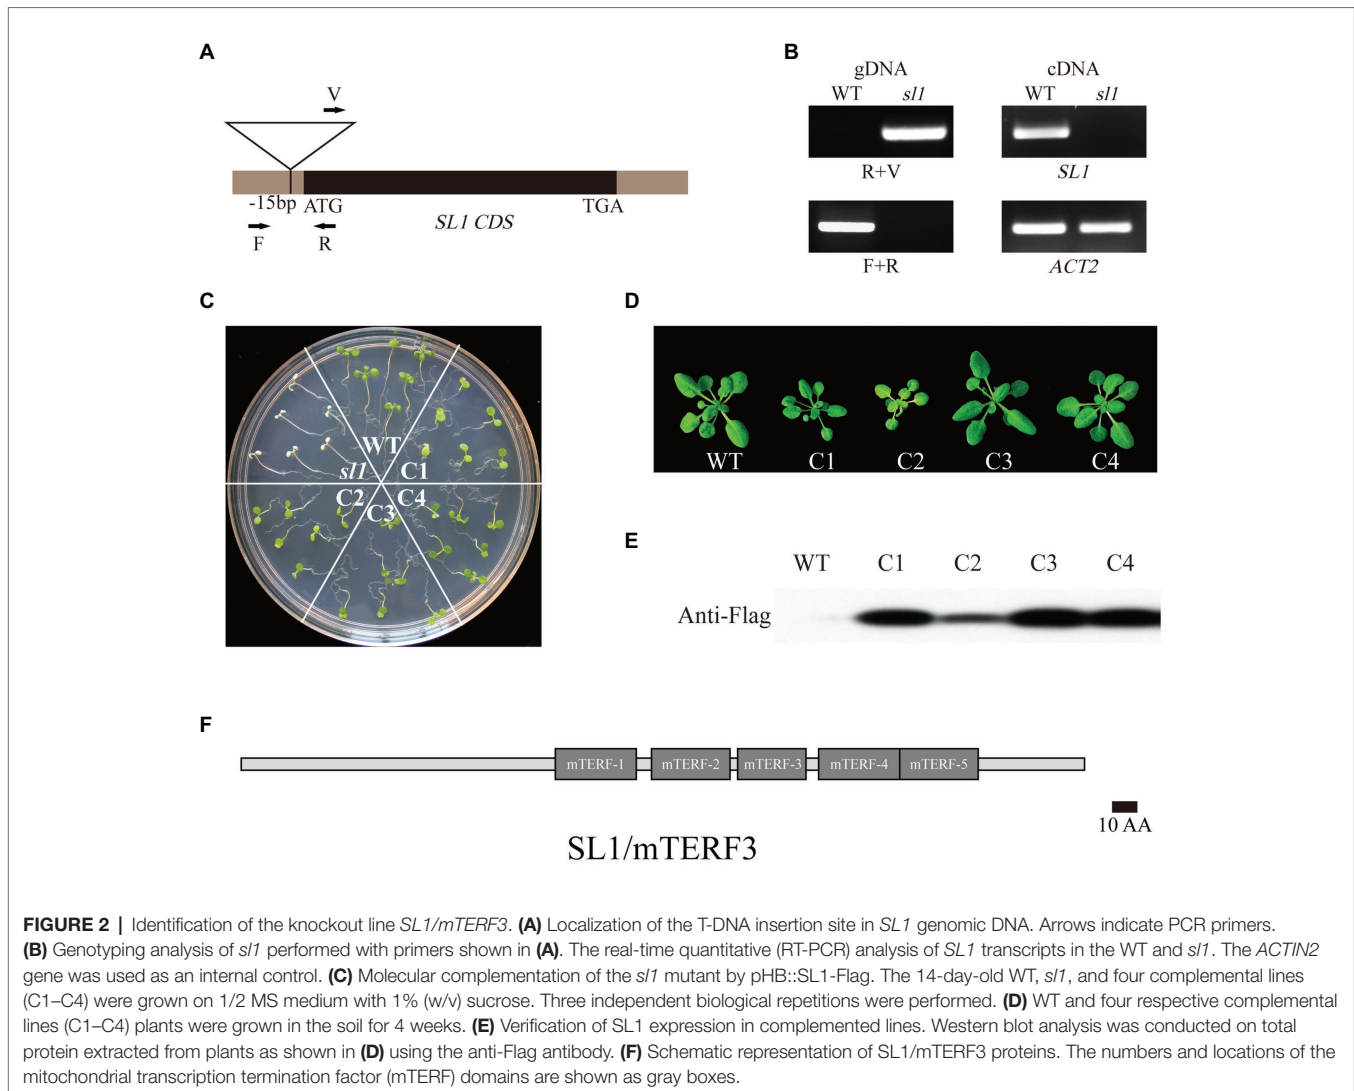 A
V
-15bp
ATG
SL1 CDS
TGA
F
R
B
gDNA
cDNA
WT
sl1
WT
sl1
R+V
SL1
F+R
ACT2
C
WT
sl1
C1
C2
C4
C3
D
WT
C1
C2
C3
C4
E
WT
C1
C2
C3
C4
Anti-Flag
F
mTERF-1
mTERF-2
mTERF-3
mTERF-4
mTERF-5
10 AA
SL1/mTERF3
FIGURE 2 | Identification of the knockout line SL1/mTERF3. (A) Localization of the T-DNA insertion site in SL1 genomic DNA. Arrows indicate PCR primers.
(B) Genotyping analysis of sl1 performed with primers shown in (A). The real-time quantitative (RT-PCR) analysis of SL1 transcripts in the WT and sl1. The ACTIN2
gene was used as an internal control. (C) Molecular complementation of the sl1 mutant by pHB::SL1-Flag. The 14-day-old WT, sl1, and four complemental lines
(C1–C4) were grown on 1/2 MS medium with 1% (w/v) sucrose. Three independent biological repetitions were performed. (D) WT and four respective complemental
lines (C1–C4) plants were grown in the soil for 4 weeks. (E) Verification of SL1 expression in complemented lines. Western blot analysis was conducted on total
protein extracted from plants as shown in (D) using the anti-Flag antibody. (F) Schematic representation of SL1/mTERF3 proteins. The numbers and locations of the
mitochondrial transcription termination factor (mTERF) domains are shown as gray boxes.